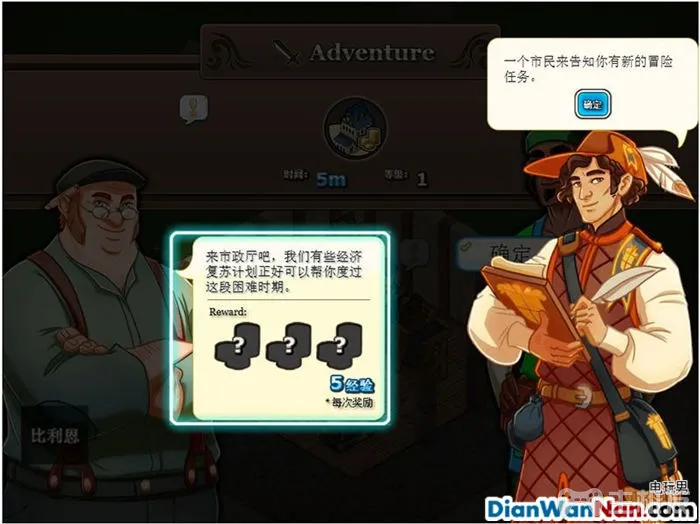 Adventure
一个市民来告知你有新的冒险
任务。
确定
时间: 5m 等级: 1
来市政厅吧，我们有些经济
复苏计划正好可以帮你度过
这段困难时期。
确定
Reward:
? ? ?
5 经验
*每次奖励
比利恩
电玩男
DianWanNan.com